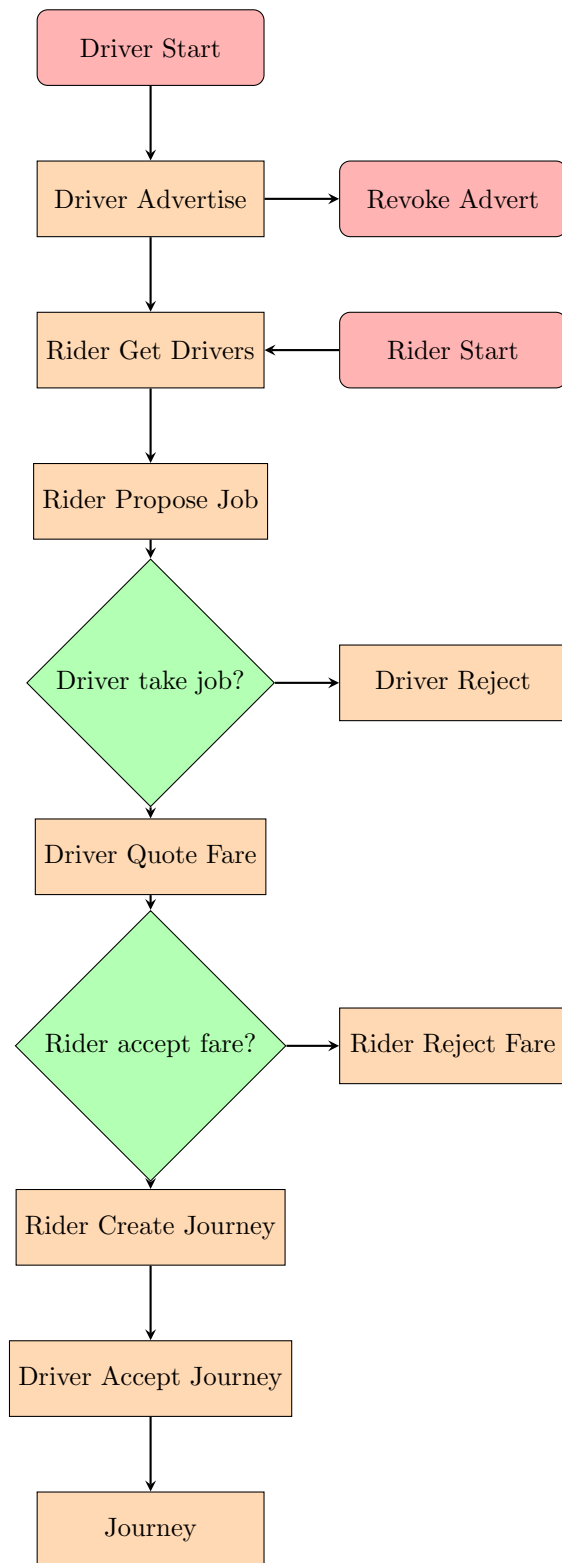 Driver Start
Driver Advertise
Revoke Advert
Rider Get Drivers
Rider Start
Rider Propose Job
Driver take job?
Driver Reject
Driver Quote Fare
Rider accept fare?
Rider Reject Fare
Rider Create Journey
Driver Accept Journey
Journey